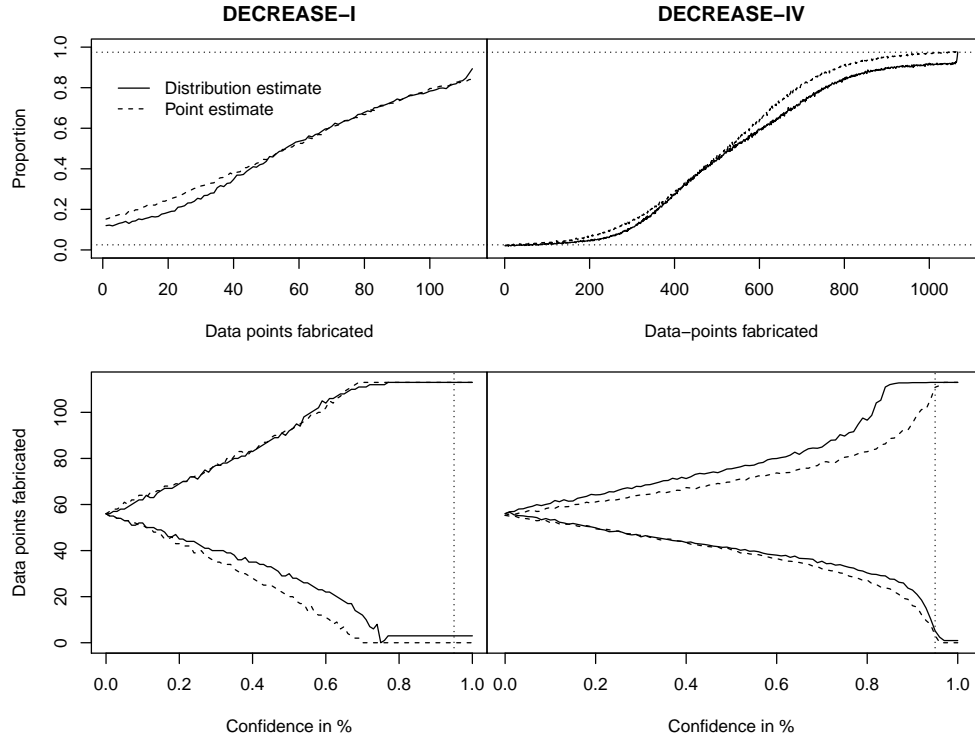 DECREASE−I
DECREASE−IV
Proportion
1.0
0.8
0.6
0.4
0.2
0.0
Distribution estimate
Point estimate
0 20 40 60 80 100
0 200 400 600 800 1000
Data points fabricated
Data−points fabricated
Data points fabricated
100
80
60
40
20
0
0.0 0.2 0.4 0.6 0.8 1.0
0.0 0.2 0.4 0.6 0.8 1.0
Confidence in %
Confidence in %